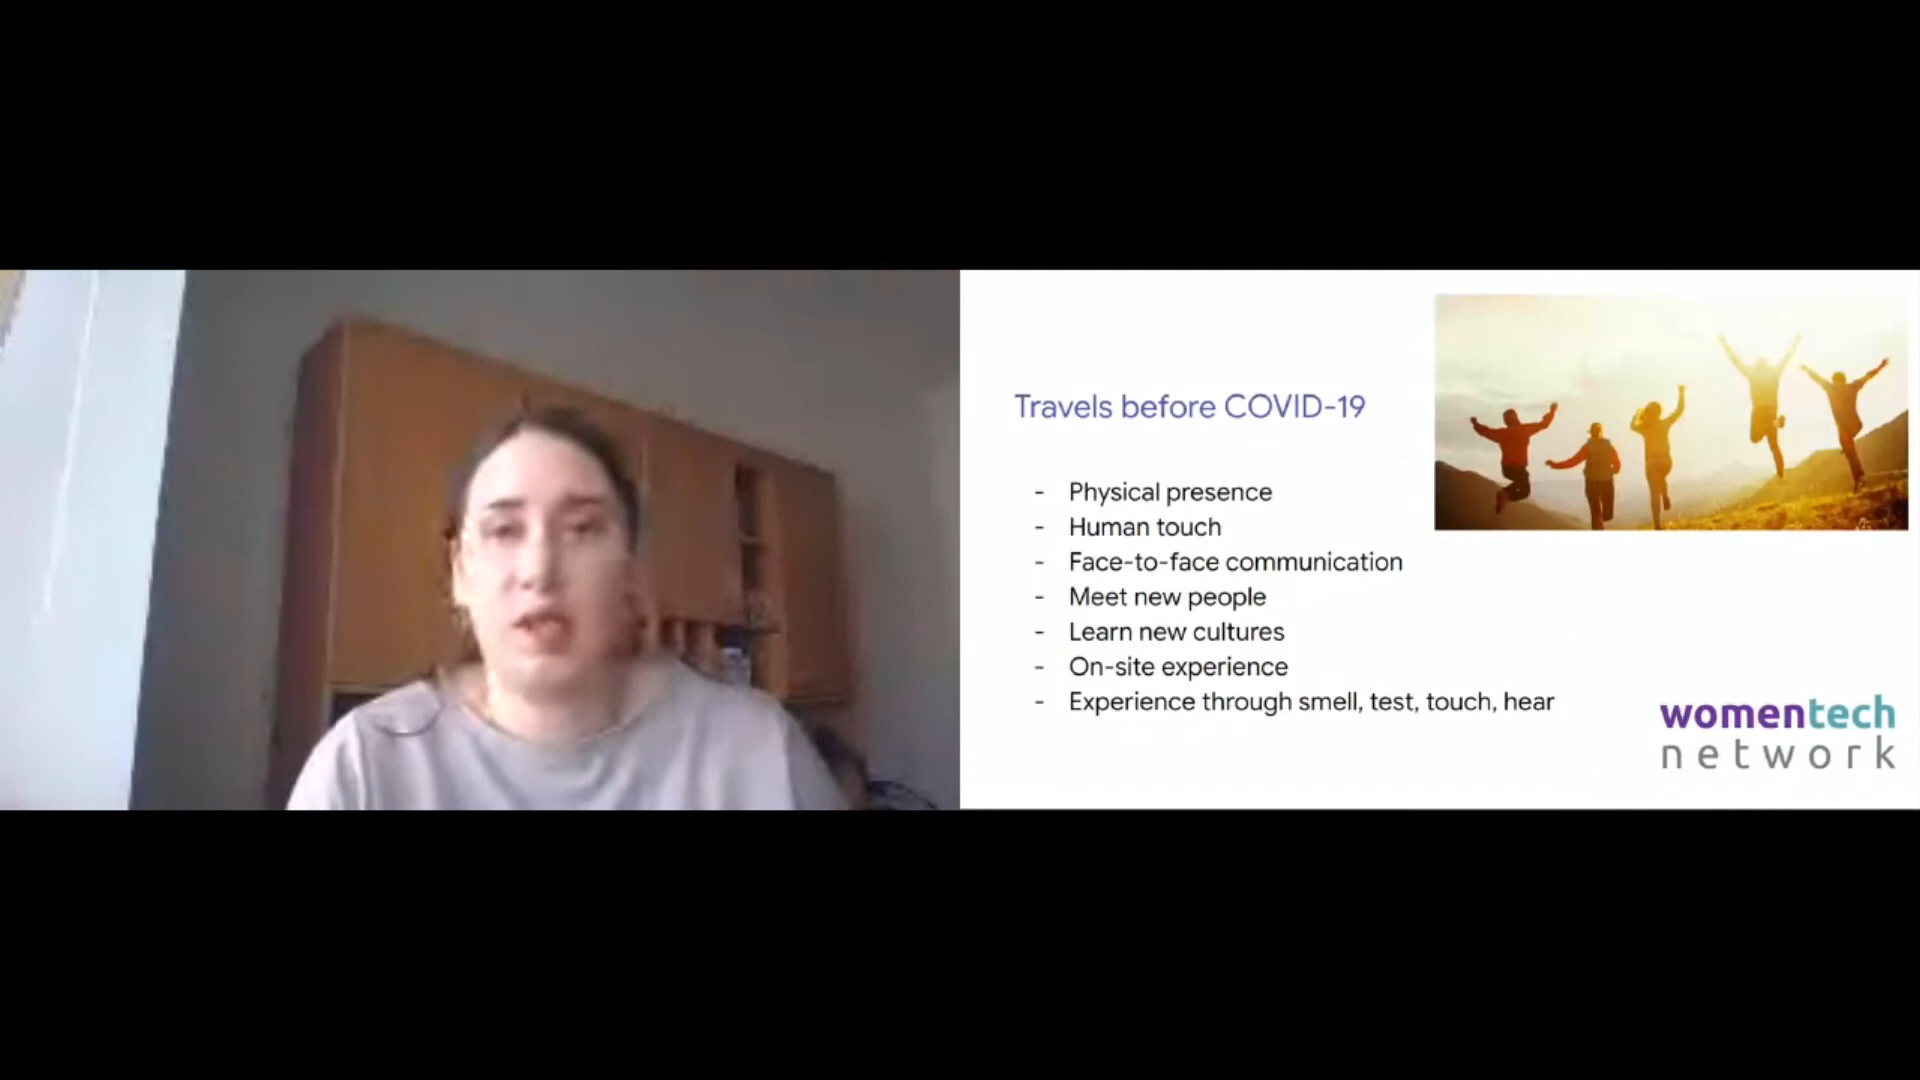 Travels before COVID-19
- Physical presence
- Human touch
- Face-to-face communication
- Meet new people
- Learn new cultures
- On-site experience
- Experience through smell, test, touch, hear
womentech
network